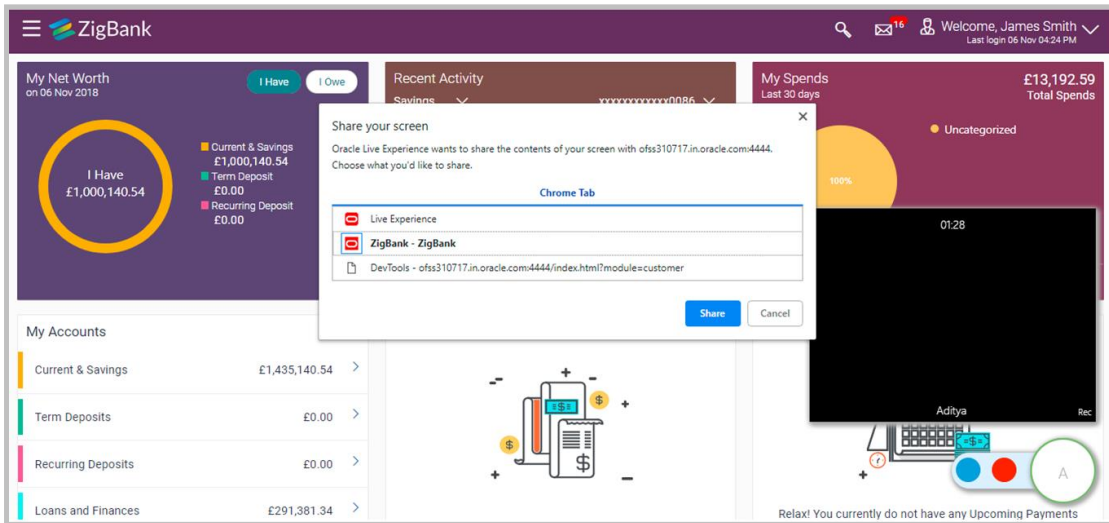 ZigBank
16
Welcome, James Smith
Last login 06 Nov 04:24 PM
My Net Worth
on 06 Nov 2018
I Have
I Owe
I Have
£1,000,140.54
Current & Savings
£1,000,140.54
Term Deposit
£0.00
Recurring Deposit
£0.00
Recent Activity
Savings
xxxxxxxxxxxx0086
My Spends
Last 30 days
£13,192.59
Total Spends
Uncategorized
100%
Share your screen
Oracle Live Experience wants to share the contents of your screen with ofss310717.in.oracle.com:4444.
Choose what you'd like to share.
Chrome Tab
Live Experience
ZigBank - ZigBank
DevTools - ofss310717.in.oracle.com:4444/index.html?module=customer
Share
Cancel
01:28
Aditya
Rec
A
My Accounts
Current & Savings £1,435,140.54
Term Deposits £0.00
Recurring Deposits £0.00
Loans and Finances £291,381.34
Relax! You currently do not have any Upcoming Payments